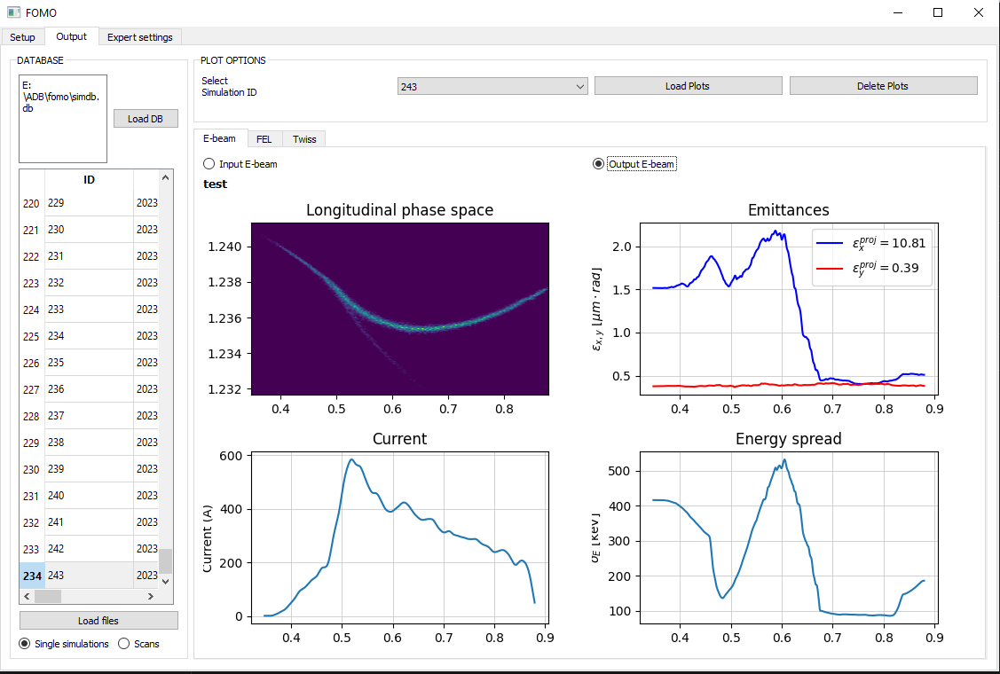 FOMO
Setup Output Expert settings
DATABASE
E:
\ADB\fomo\simdb.
db
Load DB
ID
220 229 2023
221 230 2023
222 231 2023
223 232 2023
224 233 2023
225 234 2023
226 235 2023
227 236 2023
228 237 2023
229 238 2023
230 239 2023
231 240 2023
232 241 2023
233 242 2023
234 243 2023
Load files
Single simulations Scans
PLOT OPTIONS
Select
Simulation ID
243
Load Plots
Delete Plots
E-beam FEL Twiss
Input E-beam
Output E-beam
test
Longitudinal phase space
1.240
1.238
1.236
1.234
1.232
0.4 0.5 0.6 0.7 0.8
Emittances
ε_x^proj = 10.81
ε_y^proj = 0.39
ε_x,y [μm · rad]
2.0
1.5
1.0
0.5
0.4 0.5 0.6 0.7 0.8 0.9
Current
Current (A)
600
400
200
0
0.4 0.5 0.6 0.7 0.8 0.9
Energy spread
σ_E [keV]
500
400
300
200
100
0.4 0.5 0.6 0.7 0.8 0.9